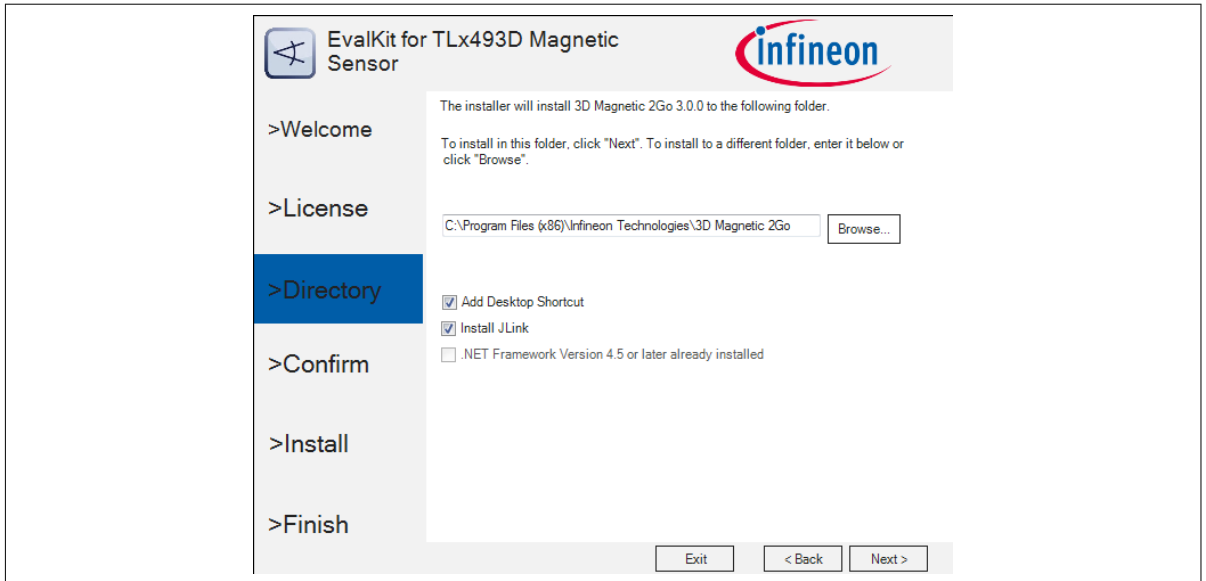 EvalKit for TLx493D Magnetic
Sensor
infineon
>Welcome
>License
>Directory
>Confirm
>Install
>Finish
The installer will install 3D Magnetic 2Go 3.0.0 to the following folder.
To install in this folder, click "Next". To install to a different folder, enter it below or
click "Browse".
C:\Program Files (x86)\Infineon Technologies\3D Magnetic 2Go
Browse...
Add Desktop Shortcut
Install JLink
.NET Framework Version 4.5 or later already installed
Exit
< Back
Next >